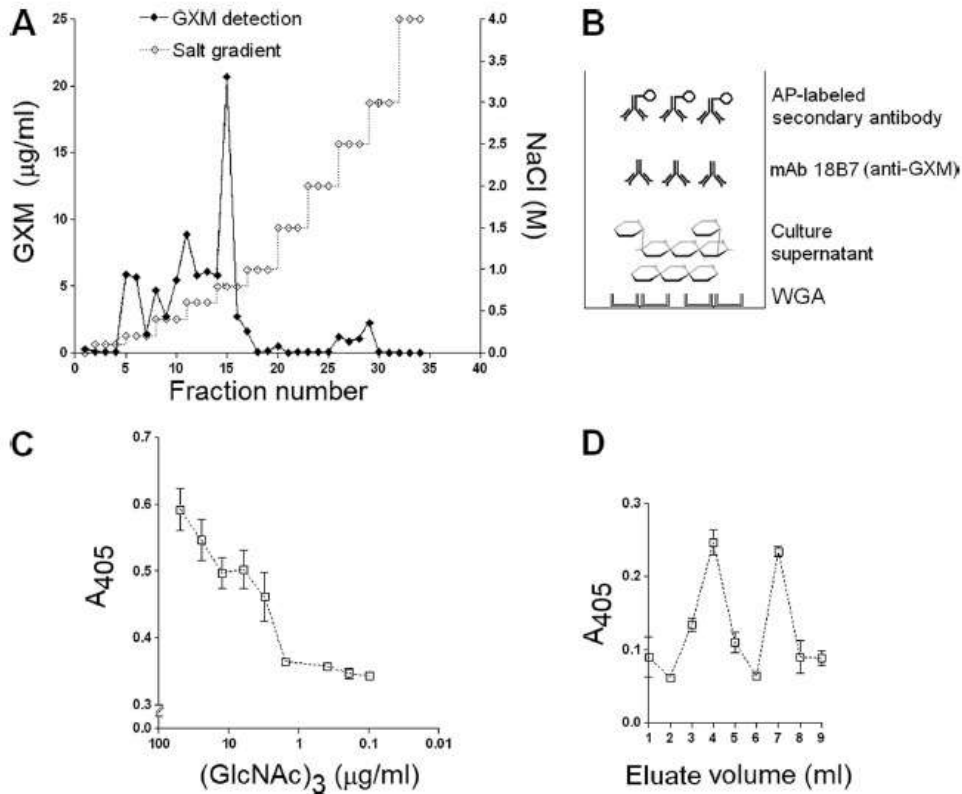 A
GXM detection
Salt gradient
25
20
15
10
5
0
GXM (μg/ml)
4.0
3.5
3.0
2.5
2.0
1.5
1.0
0.5
0.0
NaCl (M)
0 5 10 15 20 25 30 35 40
Fraction number
B
AP-labeled
secondary antibody
mAb 18B7 (anti-GXM)
Culture
supernatant
WGA
C
0.7
0.6
0.5
0.4
0.3
0.0
A405
100 10 1 0.1 0.01
(GlcNAc)3 (μg/ml)
D
0.3
0.2
0.1
0.0
A405
1 2 3 4 5 6 7 8 9
Eluate volume (ml)